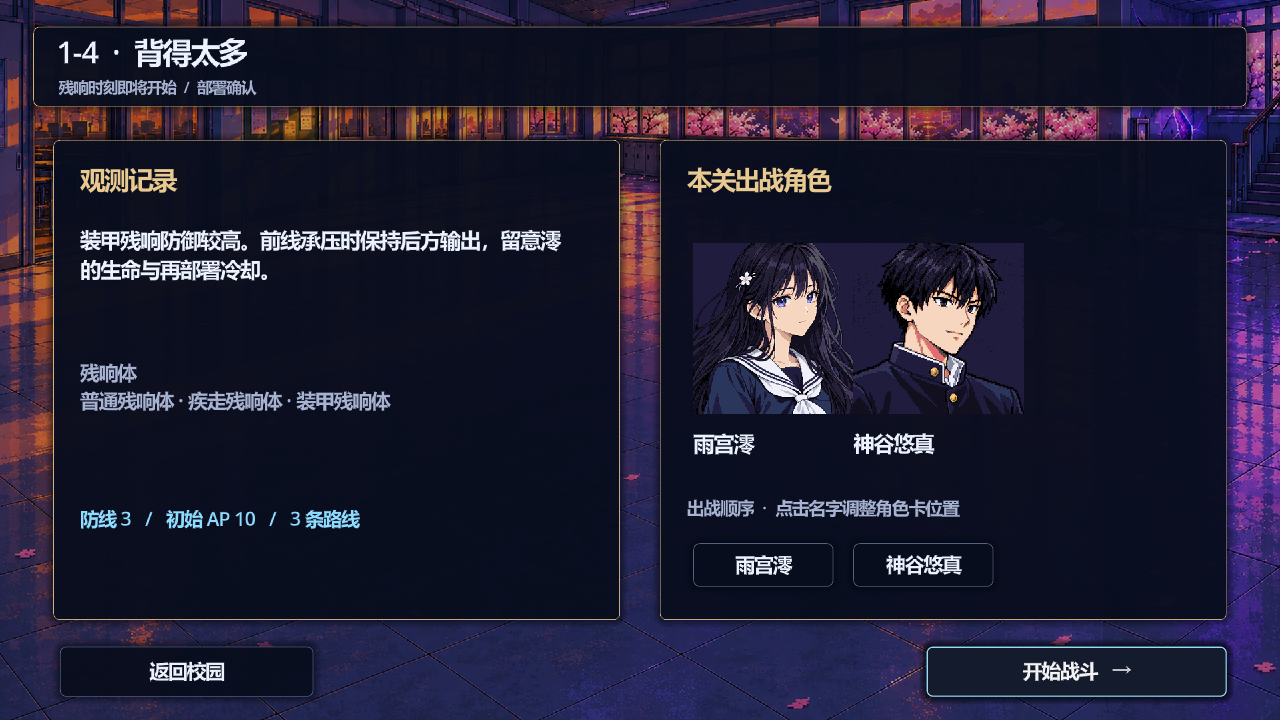 1-4 · 背得太多
残响时刻即将开始 / 部署确认
观测记录
装甲残响防御较高。前线承压时保持后方输出，留意澪
的生命与再部署冷却。
残响体
普通残响体 · 疾走残响体 · 装甲残响体
防线 3 / 初始 AP 10 / 3 条路线
本关出战角色
雨宫澪 神谷悠真
出战顺序 · 点击名字调整角色卡位置
雨宫澪 神谷悠真
返回校园
开始战斗 →